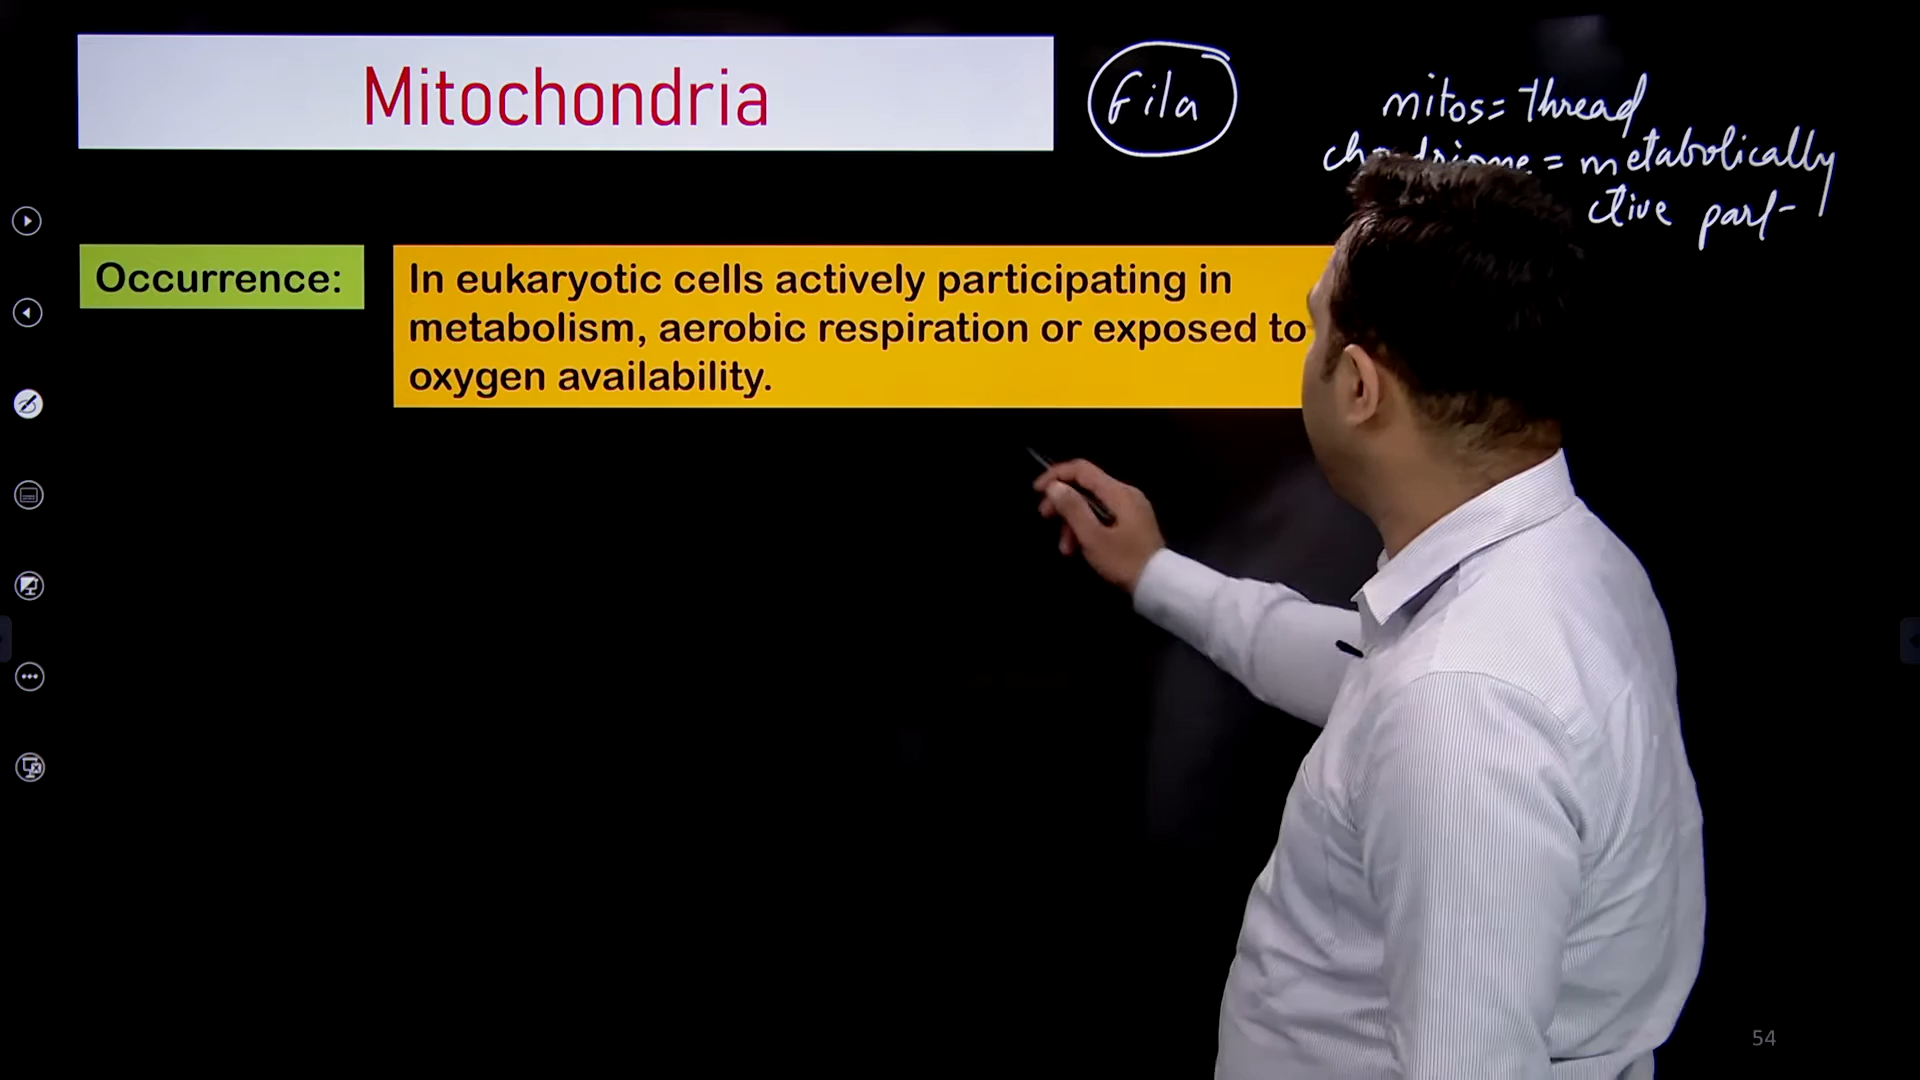 Mitochondria
Fila
mitos = Thread
= metabolically
ctive part
Occurrence:
In eukaryotic cells actively participating in
metabolism, aerobic respiration or exposed to
oxygen availability.
54